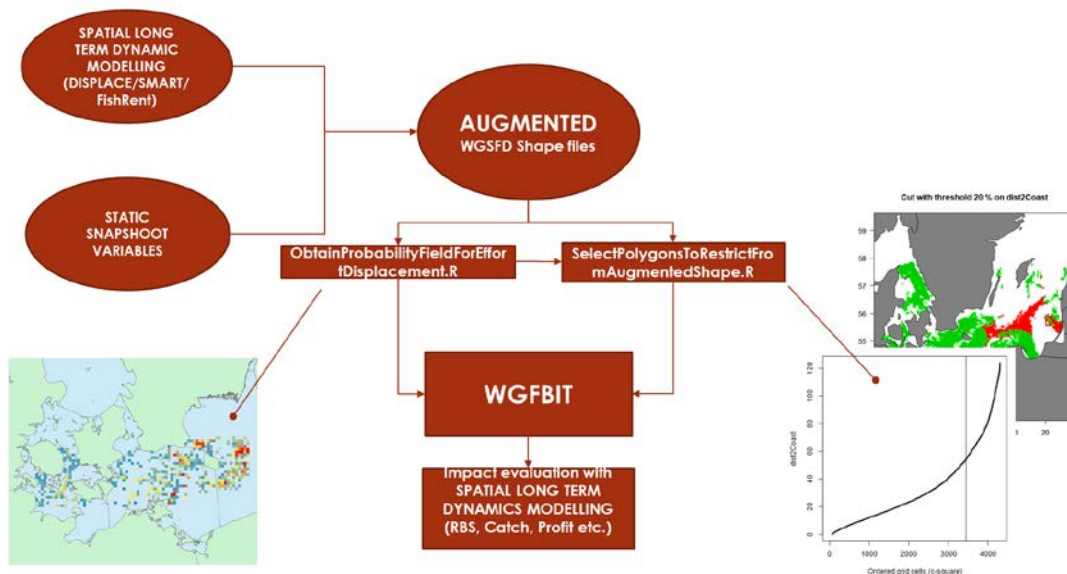 SPATIAL LONG
TERM DYNAMIC
MODELLING
(DISPLACE/SMART/
FishRent)
AUGMENTED
WGSFD Shape files
STATIC
SNAPSHOOT
VARIABLES
ObtainProbabilityFieldForEffo
rtDisplacement.R
SelectPolygonsToRestrictFro
mAugmentedShape.R
WGFBIT
Impact evaluation with
SPATIAL LONG TERM
DYNAMICS MODELLING
(RBS, Catch, Profit etc.)
Cut with threshold 20 % on dist2Coast
59
58
57
56
55
20
120
100
80
60
40
20
0
dist2Coast
0
1000
2000
3000
4000
Ordered grid cells (c-square)